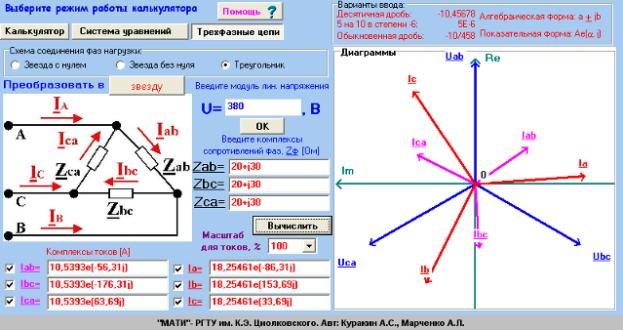 Выберите режим работы калькулятора
Помощь ?
Калькулятор
Система уравнений
Трехфазные цепи
Схема соединения фаз нагрузки:
Звезда с нулем
Звезда без нуля
Треугольник
Преобразовать в
звезду
Введите модуль лин. напряжения
U= 380 , В
OK
Введите комплексы
сопротивлений фаз, Zф [Ом]
Zab= 20+j30
Zbc= 20+j30
Zca= 20+j30
Вычислить
Масштаб
для токов, % 100
IA
A
Ica
Iab
Zca
Ibc
Zab
IC
C
Zbc
IB
B
Комплексы токов [A]
Iab= 10,5393e(-56,31j)
Ia= 18,25461e(-86,31j)
Ibc= 10,5393e(-176,31j)
Ib= 18,25461e(153,69j)
Ica= 10,5393e(63,69j)
Ic= 18,25461e(33,69j)
Варианты ввода:
Десятичная дробь: -10,45678
5 на 10 в степени -6: 5E-6
Обыкновенная дробь: -10/458
Алгебраическая форма: a ± jb
Показательная форма: Ae(α j)
Диаграммы
Uab
Re
Ic
Ica
Iab
Ia
Im
0
Ibc
Ib
Uca
Ubc
"МАТИ"- РГТУ им. К.Э. Циолковского. Авт: Куракин А.С., Марченко А.Л.